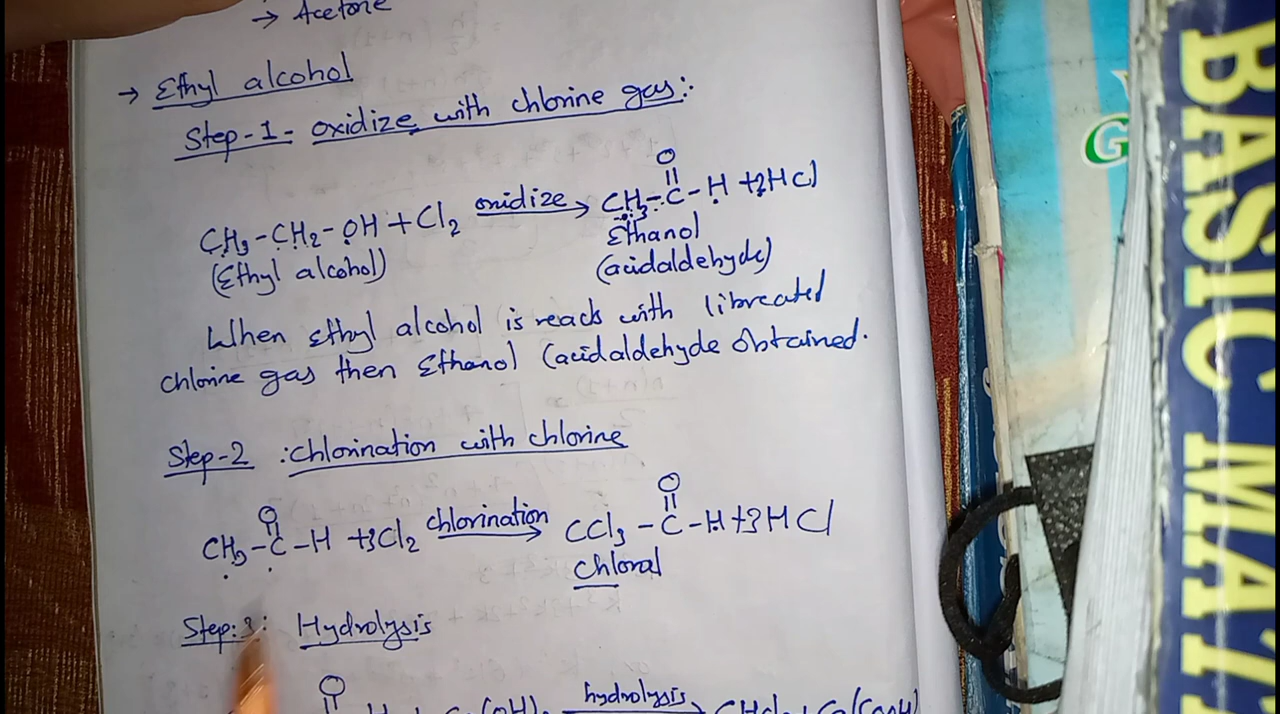 → Acetone
→ Ethyl alcohol
Step-1- oxidize with chlorine gas:
CH3-CH2-OH + Cl2 oxidize → CH3-C-H + 2HCl
O
(Ethyl alcohol)
Ethanol
(acidaldehyde)
When Ethyl alcohol is reacts with libreated
chlorine gas then Ethanol (acidaldehyde obtained.
Step-2 :chlorination with chlorine
O
O
CH3-C-H +3Cl2 chlorination → CCl3-C-H+3HCl
chloral
Step:3: Hydrolysis
O
hydrolysis
BASIC MAT
G